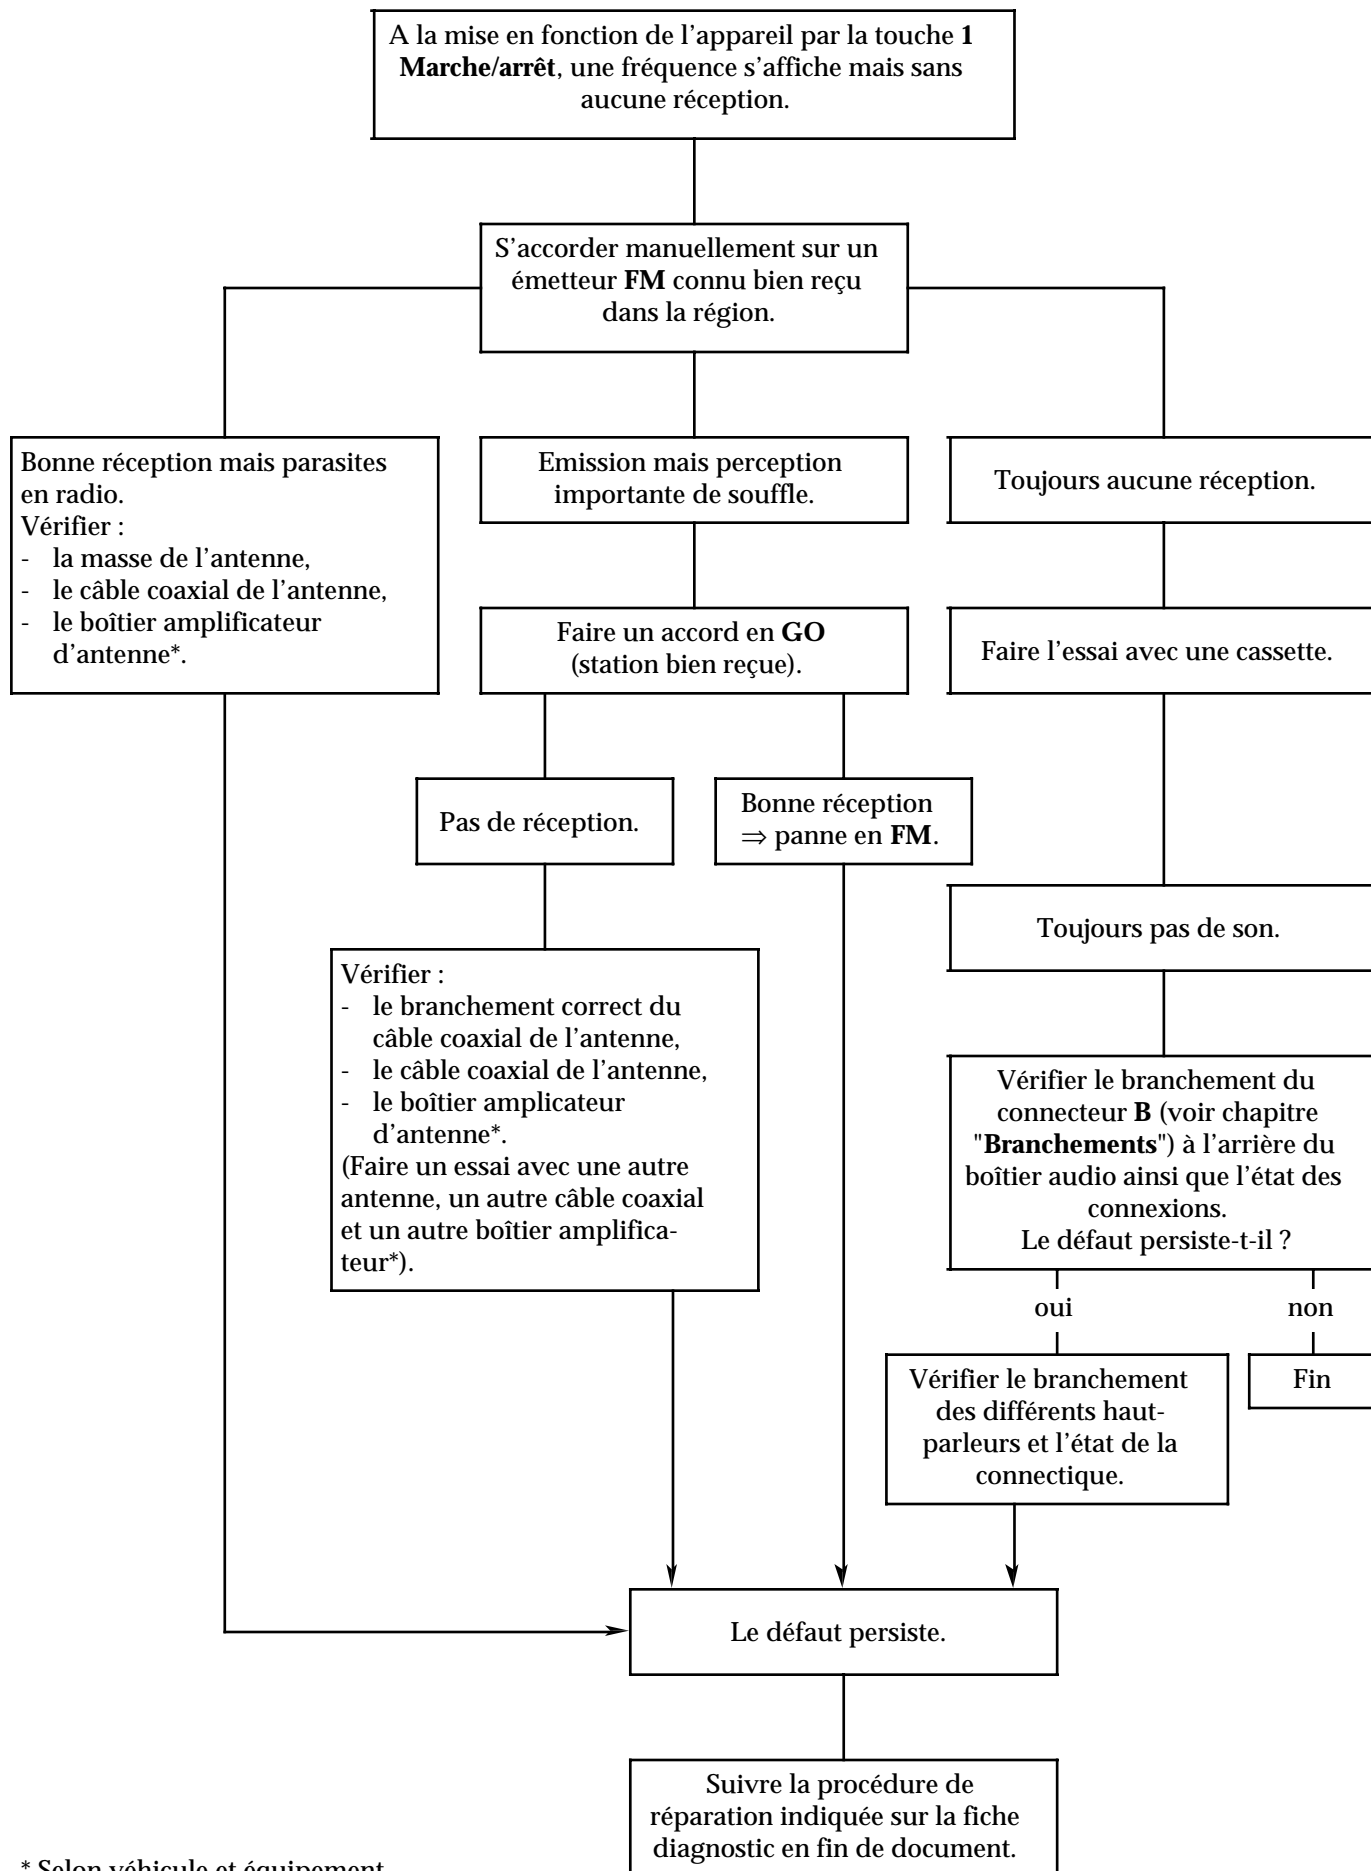 A la mise en fonction de l’appareil par la touche 1
Marche/arrêt, une fréquence s’affiche mais sans
aucune réception.
S’accorder manuellement sur un
émetteur FM connu bien reçu
dans la région.
Bonne réception mais parasites
en radio.
Vérifier :
- la masse de l’antenne,
- le câble coaxial de l’antenne,
- le boîtier amplificateur
d’antenne*.
Emission mais perception
importante de souffle.
Toujours aucune réception.
Faire un accord en GO
(station bien reçue).
Faire l’essai avec une cassette.
Pas de réception.
Bonne réception
⇒ panne en FM.
Toujours pas de son.
Vérifier :
- le branchement correct du
câble coaxial de l’antenne,
- le câble coaxial de l’antenne,
- le boîtier amplicateur
d’antenne*.
(Faire un essai avec une autre
antenne, un autre câble coaxial
et un autre boîtier amplifica-
teur*).
Vérifier le branchement du
connecteur B (voir chapitre
"Branchements") à l’arrière du
boîtier audio ainsi que l’état des
connexions.
Le défaut persiste-t-il ?
oui
non
Vérifier le branchement
des différents haut-
parleurs et l’état de la
connectique.
Fin
Le défaut persiste.
Suivre la procédure de
réparation indiquée sur la fiche
diagnostic en fin de document.
* Selon véhicule et équipement